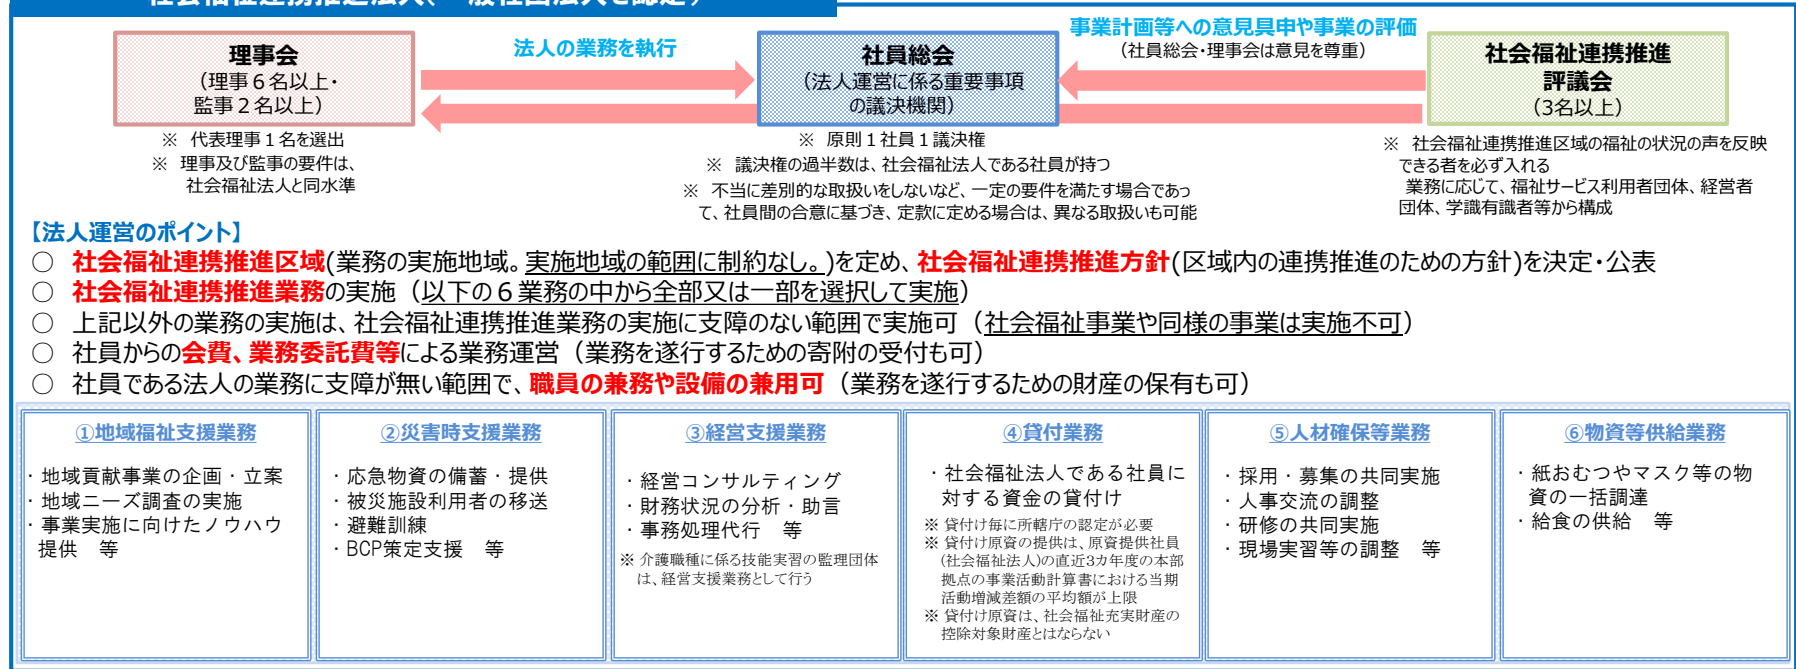 社会福祉連携推進法人(一般社団法人を認定)
理事会
（理事６名以上・
監事２名以上）
※ 代表理事１名を選出
※ 理事及び監事の要件は、
社会福祉法人と同水準
法人の業務を執行
社員総会
（法人運営に係る重要事項
の議決機関）
※ 原則１社員１議決権
※ 議決権の過半数は、社会福祉法人である社員が持つ
※ 不当に差別的な取扱いをしないなど、一定の要件を満たす場合であっ
て、社員間の合意に基づき、定款に定める場合は、異なる取扱いも可能
事業計画等への意見具申や事業の評価
（社員総会・理事会は意見を尊重）
社会福祉連携推進
評議会
（3名以上）
※ 社会福祉連携推進区域の福祉の状況の声を反映
できる者を必ず入れる
業務に応じて、福祉サービス利用者団体、経営者
団体、学識有識者等から構成
【法人運営のポイント】
○ 社会福祉連携推進区域(業務の実施地域。実施地域の範囲に制約なし。)を定め、社会福祉連携推進方針(区域内の連携推進のための方針)を決定・公表
○ 社会福祉連携推進業務の実施（以下の６業務の中から全部又は一部を選択して実施）
○ 上記以外の業務の実施は、社会福祉連携推進業務の実施に支障のない範囲で実施可（社会福祉事業や同様の事業は実施不可）
○ 社員からの会費、業務委託費等による業務運営（業務を遂行するための寄附の受付も可）
○ 社員である法人の業務に支障が無い範囲で、職員の兼務や設備の兼用可（業務を遂行するための財産の保有も可）
①地域福祉支援業務
・地域貢献事業の企画・立案
・地域ニーズ調査の実施
・事業実施に向けたノウハウ
提供　等
②災害時支援業務
・応急物資の備蓄・提供
・被災施設利用者の移送
・避難訓練
・BCP策定支援　等
③経営支援業務
・経営コンサルティング
・財務状況の分析・助言
・事務処理代行　等
※ 介護職種に係る技能実習の監理団体
は、経営支援業務として行う
④貸付業務
・社会福祉法人である社員に
対する資金の貸付け
※ 貸付け毎に所轄庁の認定が必要
※ 貸付け原資の提供は、原資提供社員
(社会福祉法人)の直近3カ年度の本部
拠点の事業活動計算書における当期
活動増減差額の平均額が上限
※ 貸付け原資は、社会福祉充実財産の
控除対象財産とはならない
⑤人材確保等業務
・採用・募集の共同実施
・人事交流の調整
・研修の共同実施
・現場実習等の調整　等
⑥物資等供給業務
・紙おむつやマスク等の物
資の一括調達
・給食の供給　等